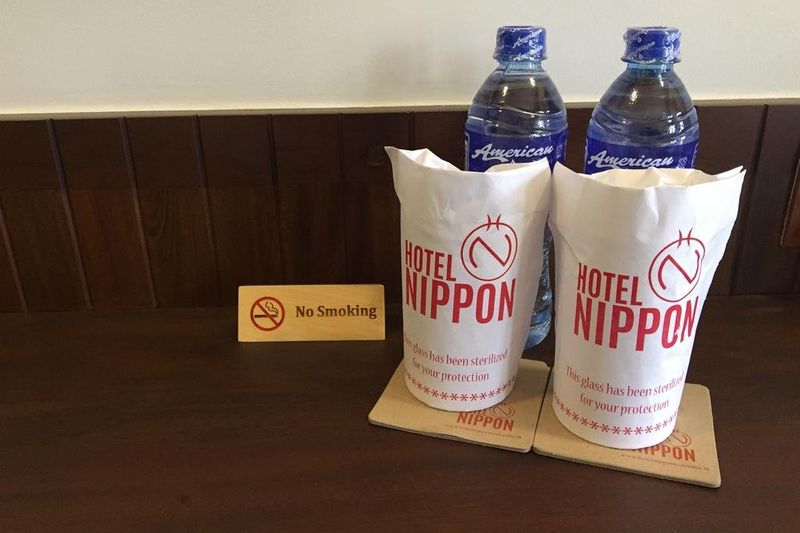 American
American
HOTEL
NIPPON
This glass has been sterilized
for your protection
HOTEL
NIPPON
This glass has been sterilized
for your protection
No Smoking
NIPPON
NIPPON